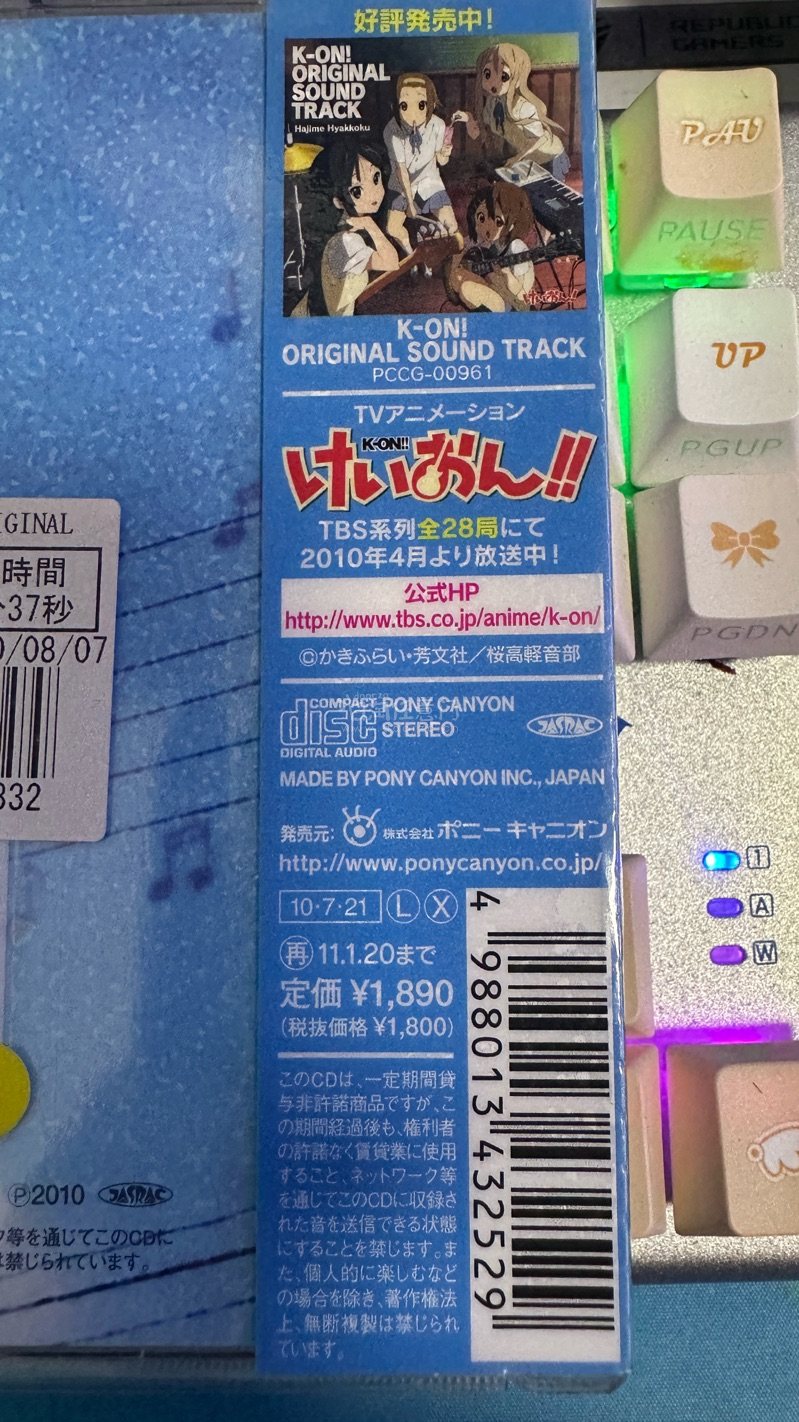 好評発売中!
K-ON!
ORIGINAL
SOUND
TRACK
Hajime Hyakkoku
けいおん!!
K-ON!
ORIGINAL SOUND TRACK
PCCG-00961
TVアニメーション
K-ON!!
けいおん!!
TBS系列全28局にて
2010年4月より放送中!
公式HP
http://www.tbs.co.jp/anime/k-on/
©かきふらい・芳文社/桜高軽音部
COMPACT
disc
DIGITAL AUDIO
PONY CANYON
STEREO
JASRAC
MADE BY PONY CANYON INC., JAPAN
発売元: 株式会社 ポニーキャニオン
http://www.ponycanyon.co.jp/
10・7・21 Ⓛ Ⓧ
㊢ 11.1.20まで
定価 ¥1,890
(税抜価格 ¥1,800)
このCDは、一定期間貸
与非許諾商品ですが、こ
の期間経過後も、権利者
の許諾なく賃貸業に使用
すること、ネットワーク等
を通じてこのCDに収録さ
れた音を送信できる状態
にすることを禁じます。ま
た、個人的に楽しむなど
の場合を除き、著作権法
上、無断複製は禁じられ
ています。
4 988013 432529
IGINAL
時間
37秒
0/08/07
332
Ⓟ2010 JASRAC
ク等を通じてこのCDに
は禁じられています。
REPUBLIC
GAMERS
PAU
PAUSE
UP
PGUP
PGDN
1
A
W